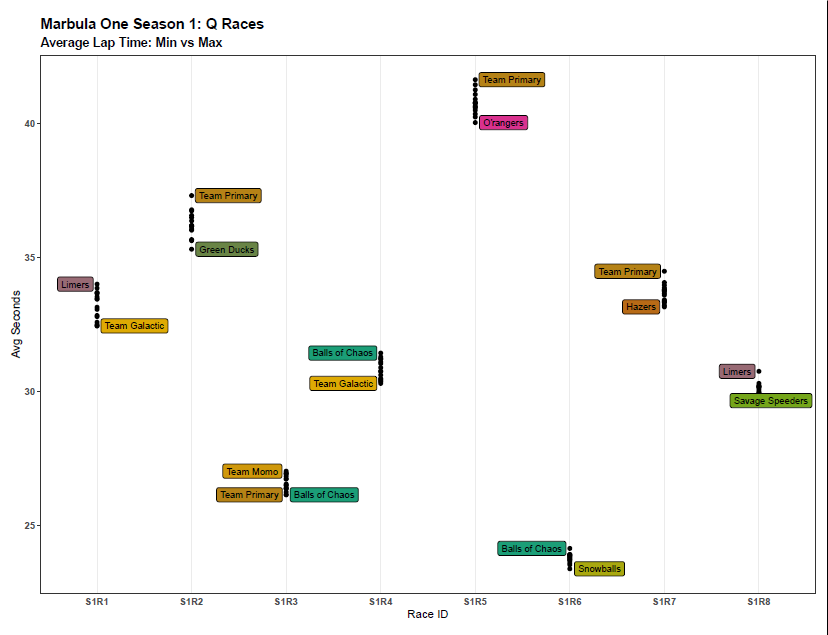 Marbula One Season 1: Q Races
Average Lap Time: Min vs Max
Avg Seconds
40
35
30
25
Team Primary
O'rangers
Team Primary
Green Ducks
Team Primary
Limers
Hazers
Team Galactic
Balls of Chaos
Limers
Team Galactic
Savage Speeders
Team Momo
Team Primary
Balls of Chaos
Balls of Chaos
Snowballs
S1R1 S1R2 S1R3 S1R4 S1R5 S1R6 S1R7 S1R8
Race ID